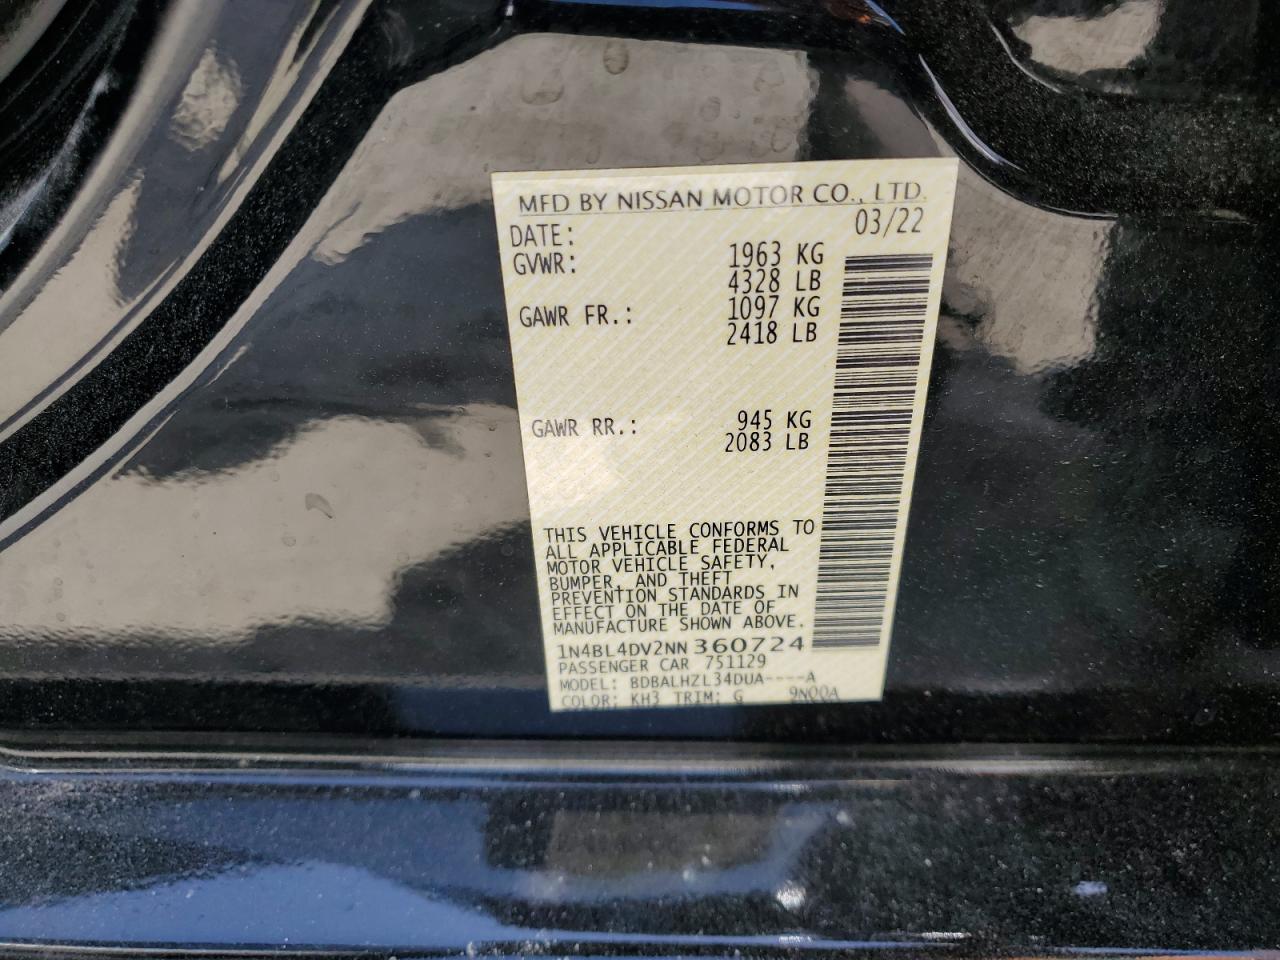 MFD BY NISSAN MOTOR CO., LTD.
DATE: 03/22
GVWR: 1963 KG
4328 LB
GAWR FR.: 1097 KG
2418 LB
GAWR RR.: 945 KG
2083 LB
THIS VEHICLE CONFORMS TO
ALL APPLICABLE FEDERAL
MOTOR VEHICLE SAFETY,
BUMPER, AND THEFT
PREVENTION STANDARDS IN
EFFECT ON THE DATE OF
MANUFACTURE SHOWN ABOVE.
1N4BL4DV2NN360724
PASSENGER CAR 751129
MODEL: BDBALHZL34DUA----A
COLOR: KH3 TRIM: G 9N00A